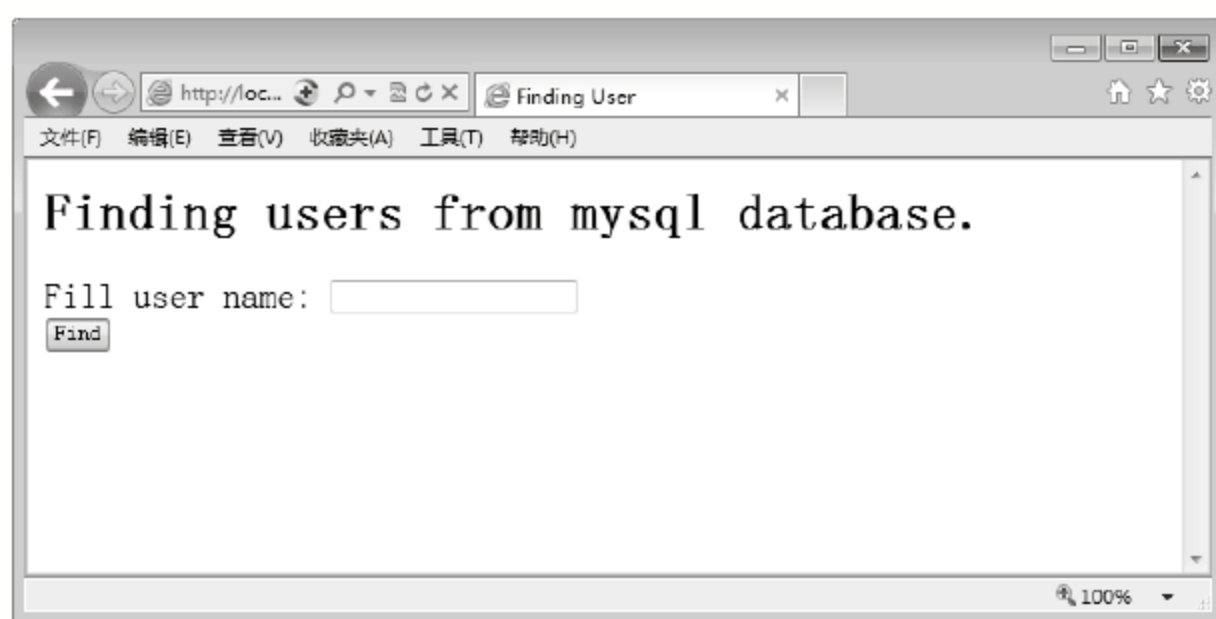 http://loc...
Finding User
文件(F) 编辑(E) 查看(V) 收藏夹(A) 工具(T) 帮助(H)
Finding users from mysql database.
Fill user name:
Find
100%